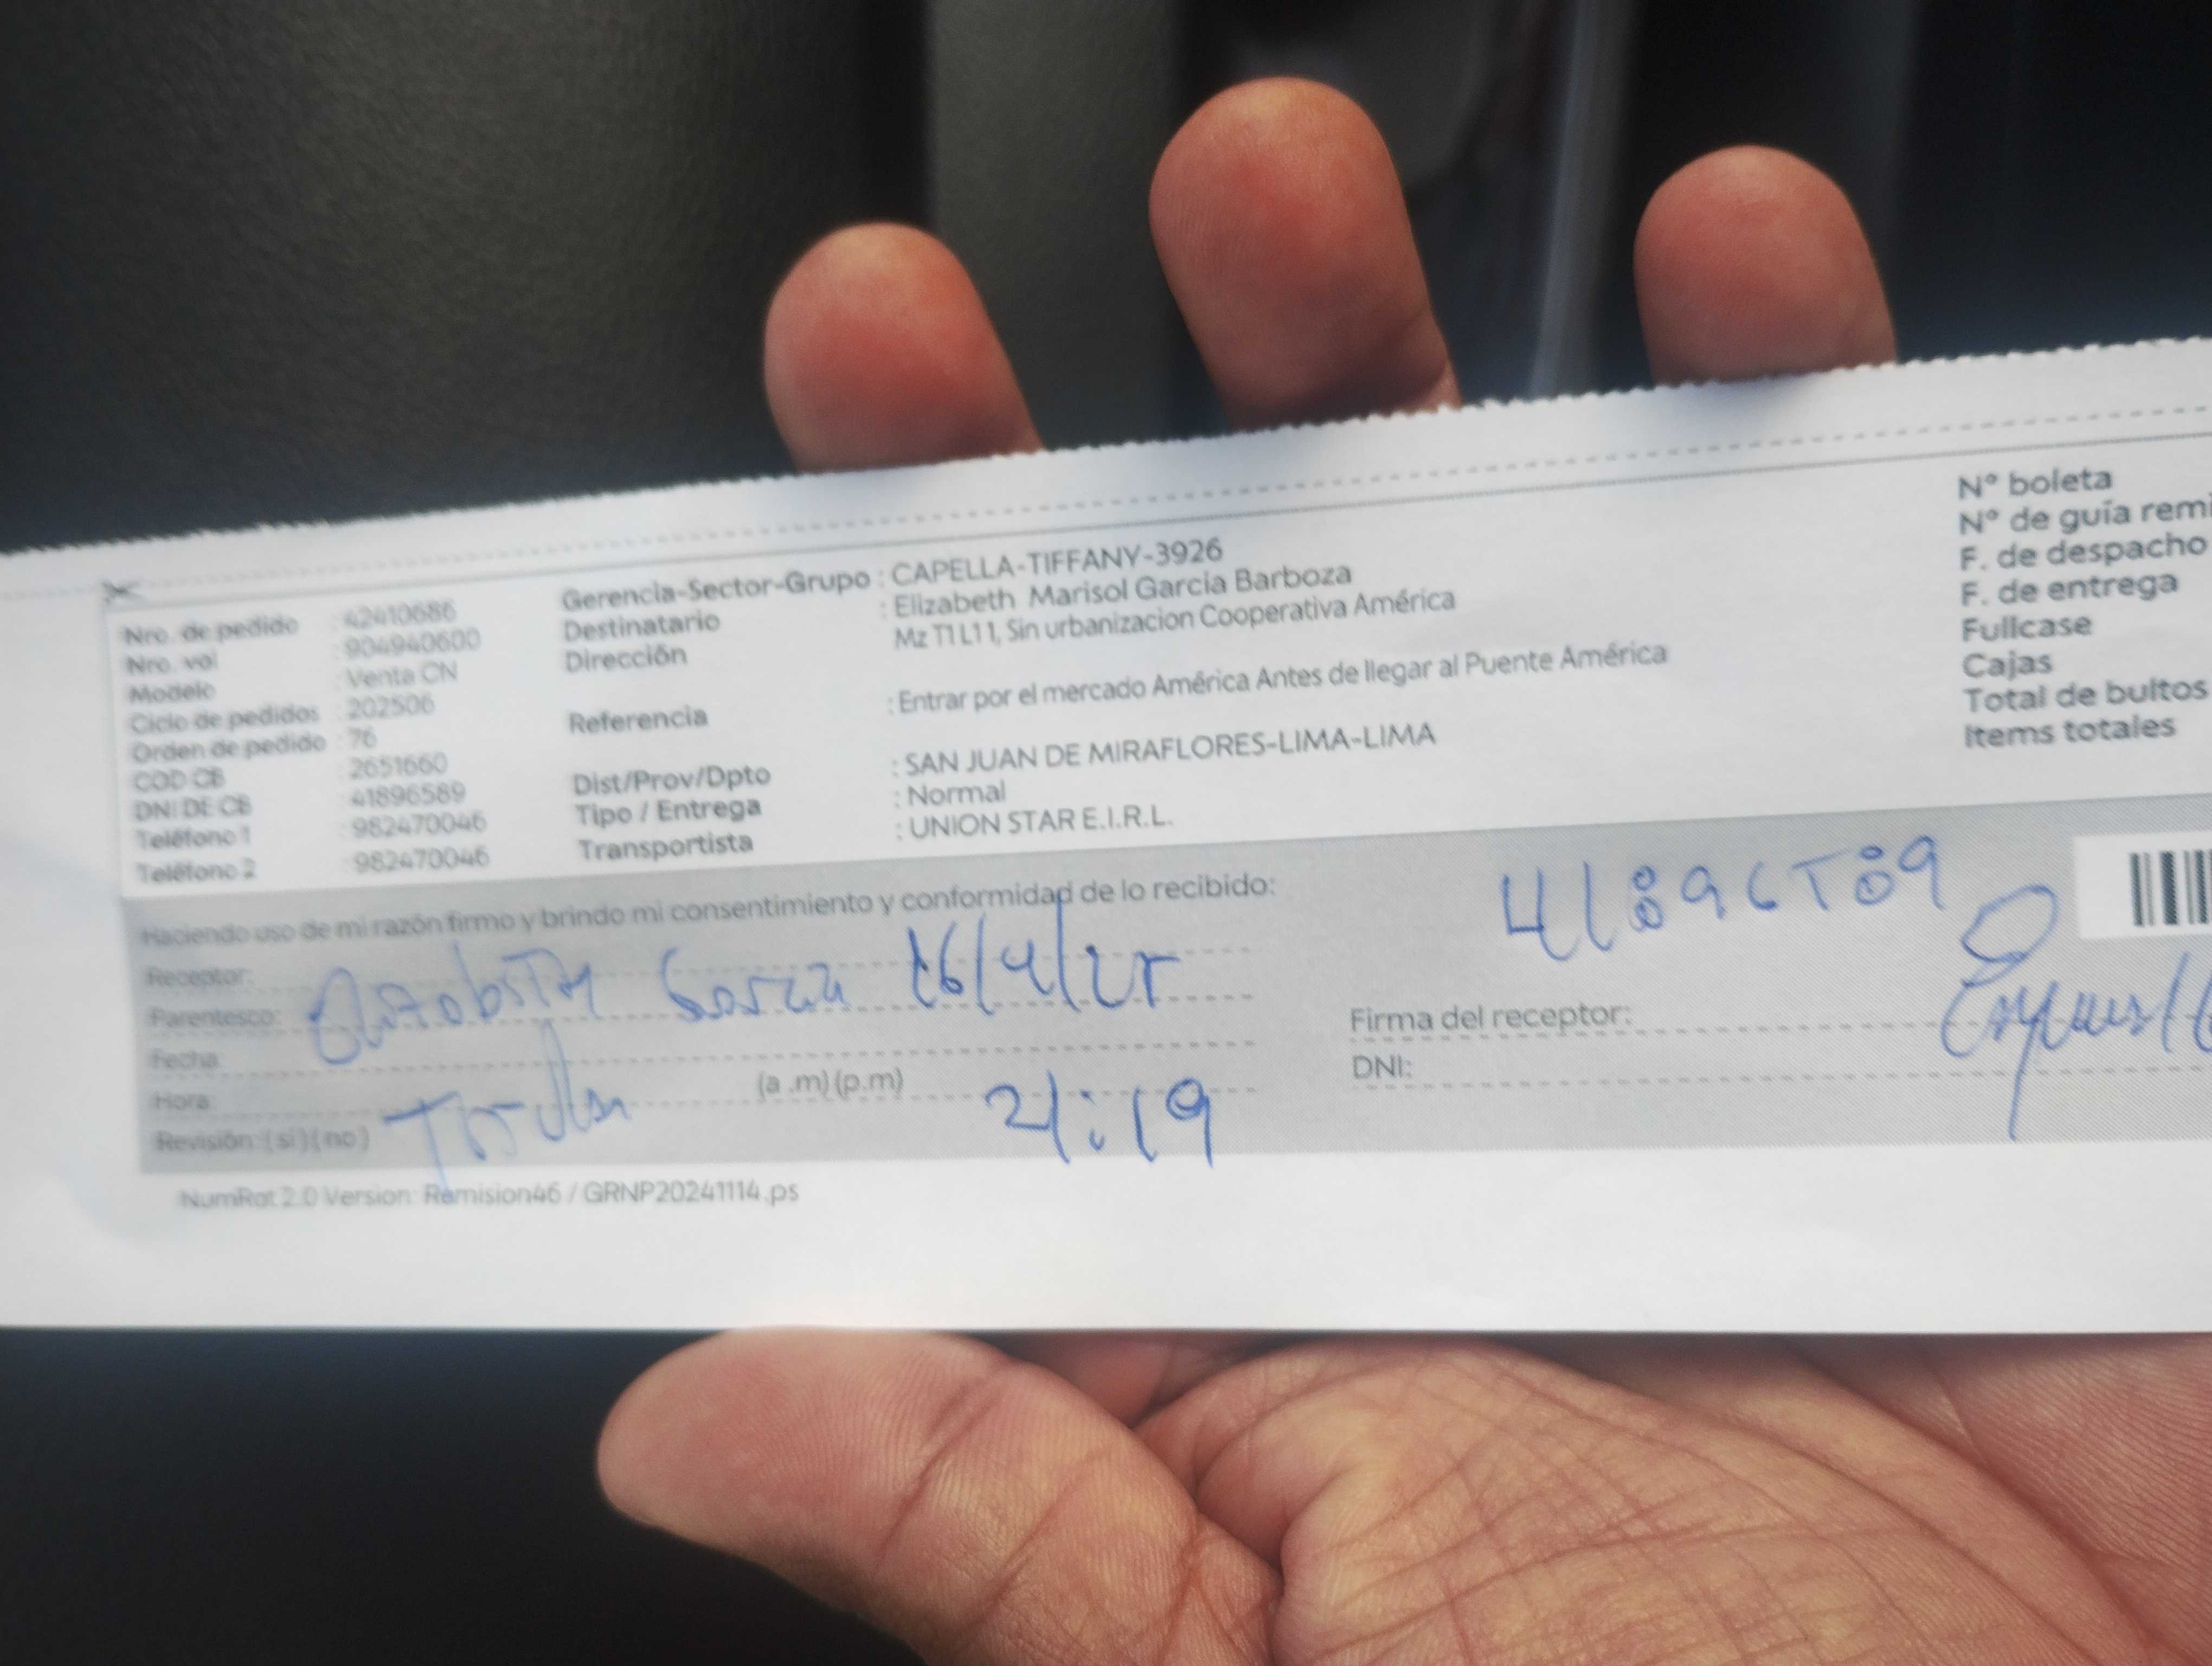 Nro. de pedido : 42410686
Nro. vol : 904940600
Modelo : Venta CN
Ciclo de pedidos : 202506
Orden de pedido : 76
COD CB : 2651660
DNI DE CB : 41896589
Teléfono 1 : 982470046
Teléfono 2 : 982470046
Gerencia-Sector-Grupo : CAPELLA-TIFFANY-3926
Destinatario : Elizabeth Marisol Garcia Barboza
Dirección Mz T1 L11, Sin urbanizacion Cooperativa América
Referencia : Entrar por el mercado América Antes de llegar al Puente América
Dist/Prov/Dpto : SAN JUAN DE MIRAFLORES-LIMA-LIMA
Tipo / Entrega : Normal
Transportista : UNION STAR E.I.R.L.
N° boleta
N° de guía remi
F. de despacho
F. de entrega
Fullcase
Cajas
Total de bultos
Items totales
Haciendo uso de mi razón firmo y brindo mi consentimiento y conformidad de lo recibido:
Receptor:
Parentesco:
Fecha:
Hora: (a .m) (p.m)
Revisión: (si) (no)
21:19
41896589
Firma del receptor:
DNI:
NumRot 2.0 Version: Remision46 / GRNP20241114.ps